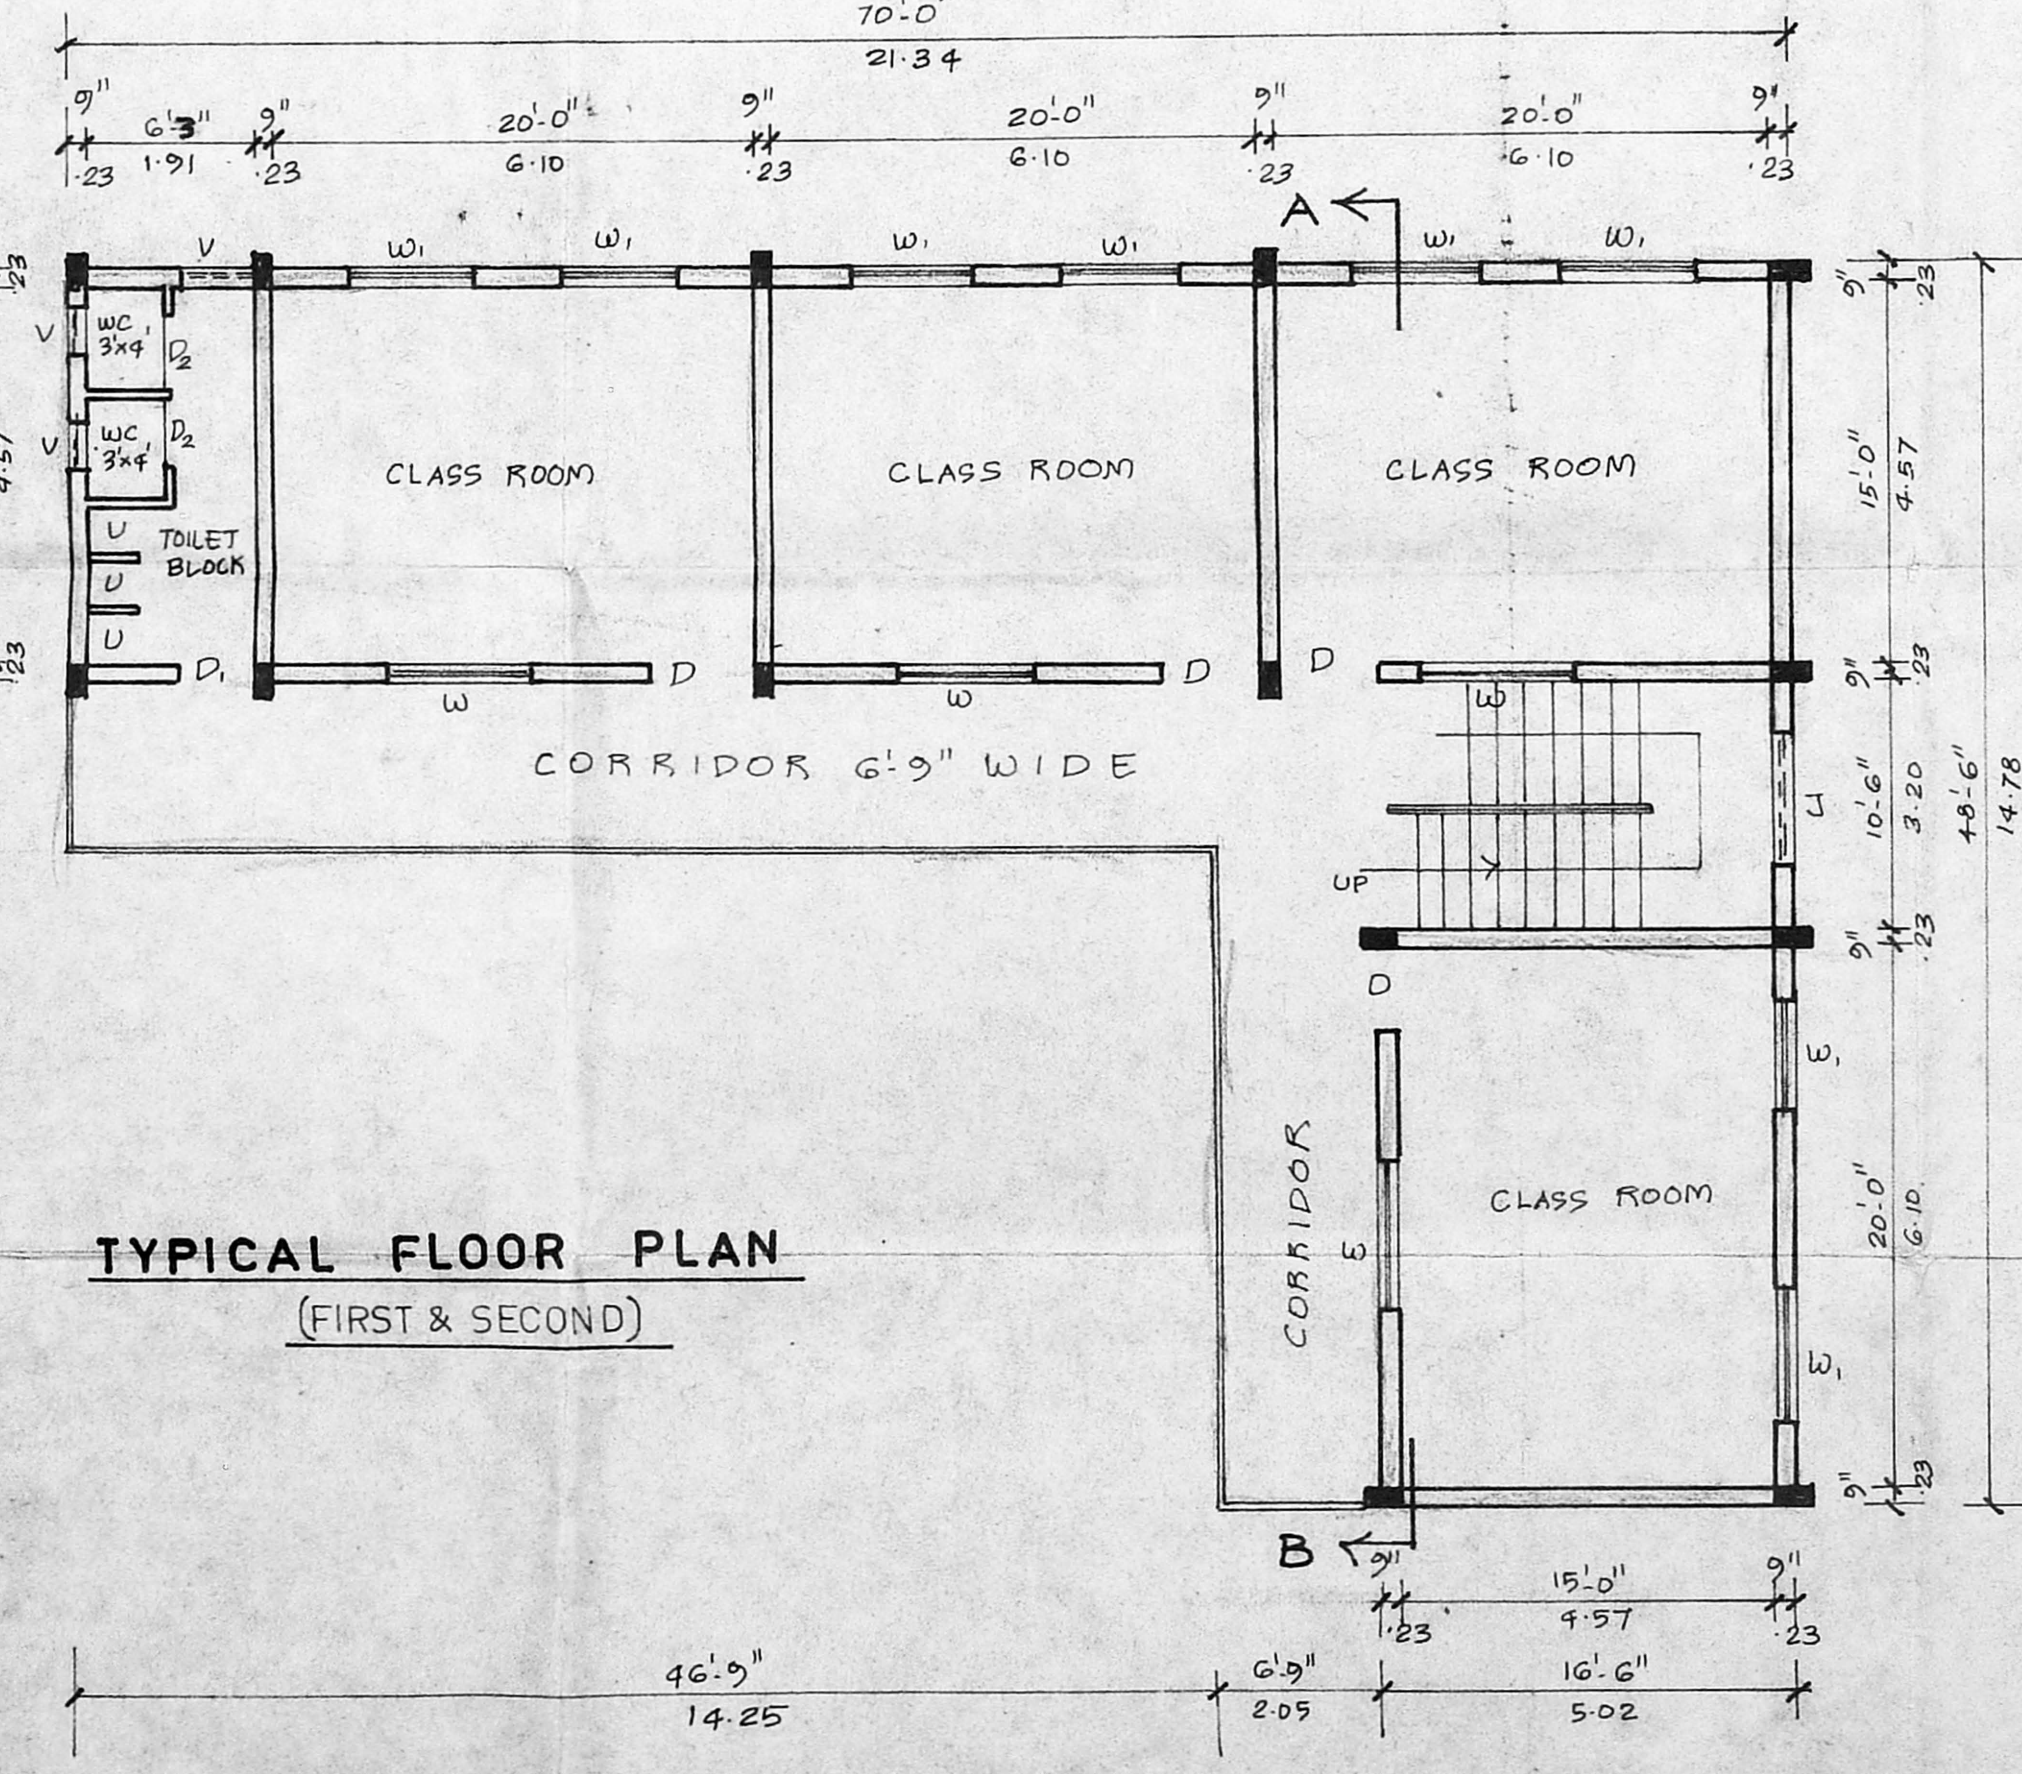 70'-0"
21.34
9" 6'-3" 9" 20'-0" 9" 20'-0" 9" 20'-0" 9"
.23 1.91 .23 6.10 .23 6.10 .23 6.10 .23
A
V W1 W1 W1 W1 W1 W1
.23
9" .23
V WC 3'x4' D2
V WC 3'x4' D2
4.57
CLASS ROOM CLASS ROOM CLASS ROOM
15'-0" 4.57
U
TOILET
BLOCK
U
U
.23
D1 D D D
9" .23
W W W
CORRIDOR 6'-9" WIDE
10'-6" 3.20
48'-6" 14.78
UP
9" .23
D
W1
CORRIDOR
CLASS ROOM
20'-0" 6.10
W
TYPICAL FLOOR PLAN
(FIRST & SECOND)
W1
9" .23
B
9" 15'-0" 9"
.23 4.57 .23
46'-9" 6'-9" 16'-6"
14.25 2.05 5.02